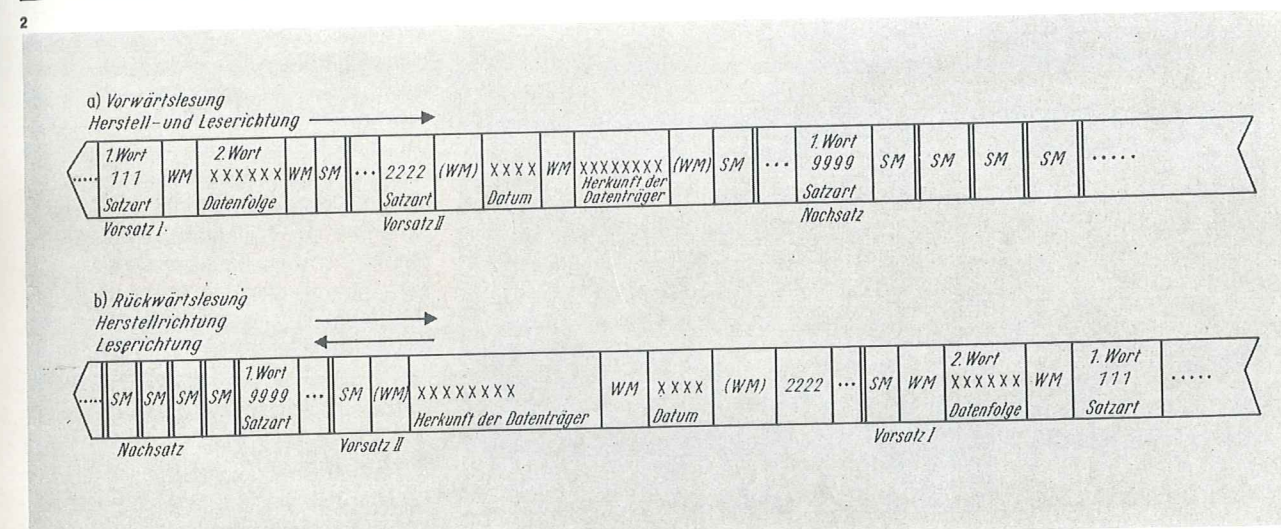 2
a) Vorwärtslesung
Herstell- und Leserichtung
..... 1. Wort WM 2. Wort WM SM ... 2222 (WM) XXXX WM XXXXXXXX (WM) SM ... 1. Wort SM SM SM SM .....
111 XXXXXX Herkunft der 9999
Satzart Datenfolge Satzart Datum Datenträger Satzart
Vorsatz I Vorsatz II Nachsatz
b) Rückwärtslesung
Herstellrichtung
Leserichtung
..... SM SM SM SM 1. Wort ... SM (WM) XXXXXXXX WM XXXX (WM) 2222 ... SM WM 2. Wort WM 1. Wort .....
9999 XXXXXX 111
Satzart Herkunft der Datenträger Datum Datenfolge Satzart
Nachsatz Vorsatz II Vorsatz I